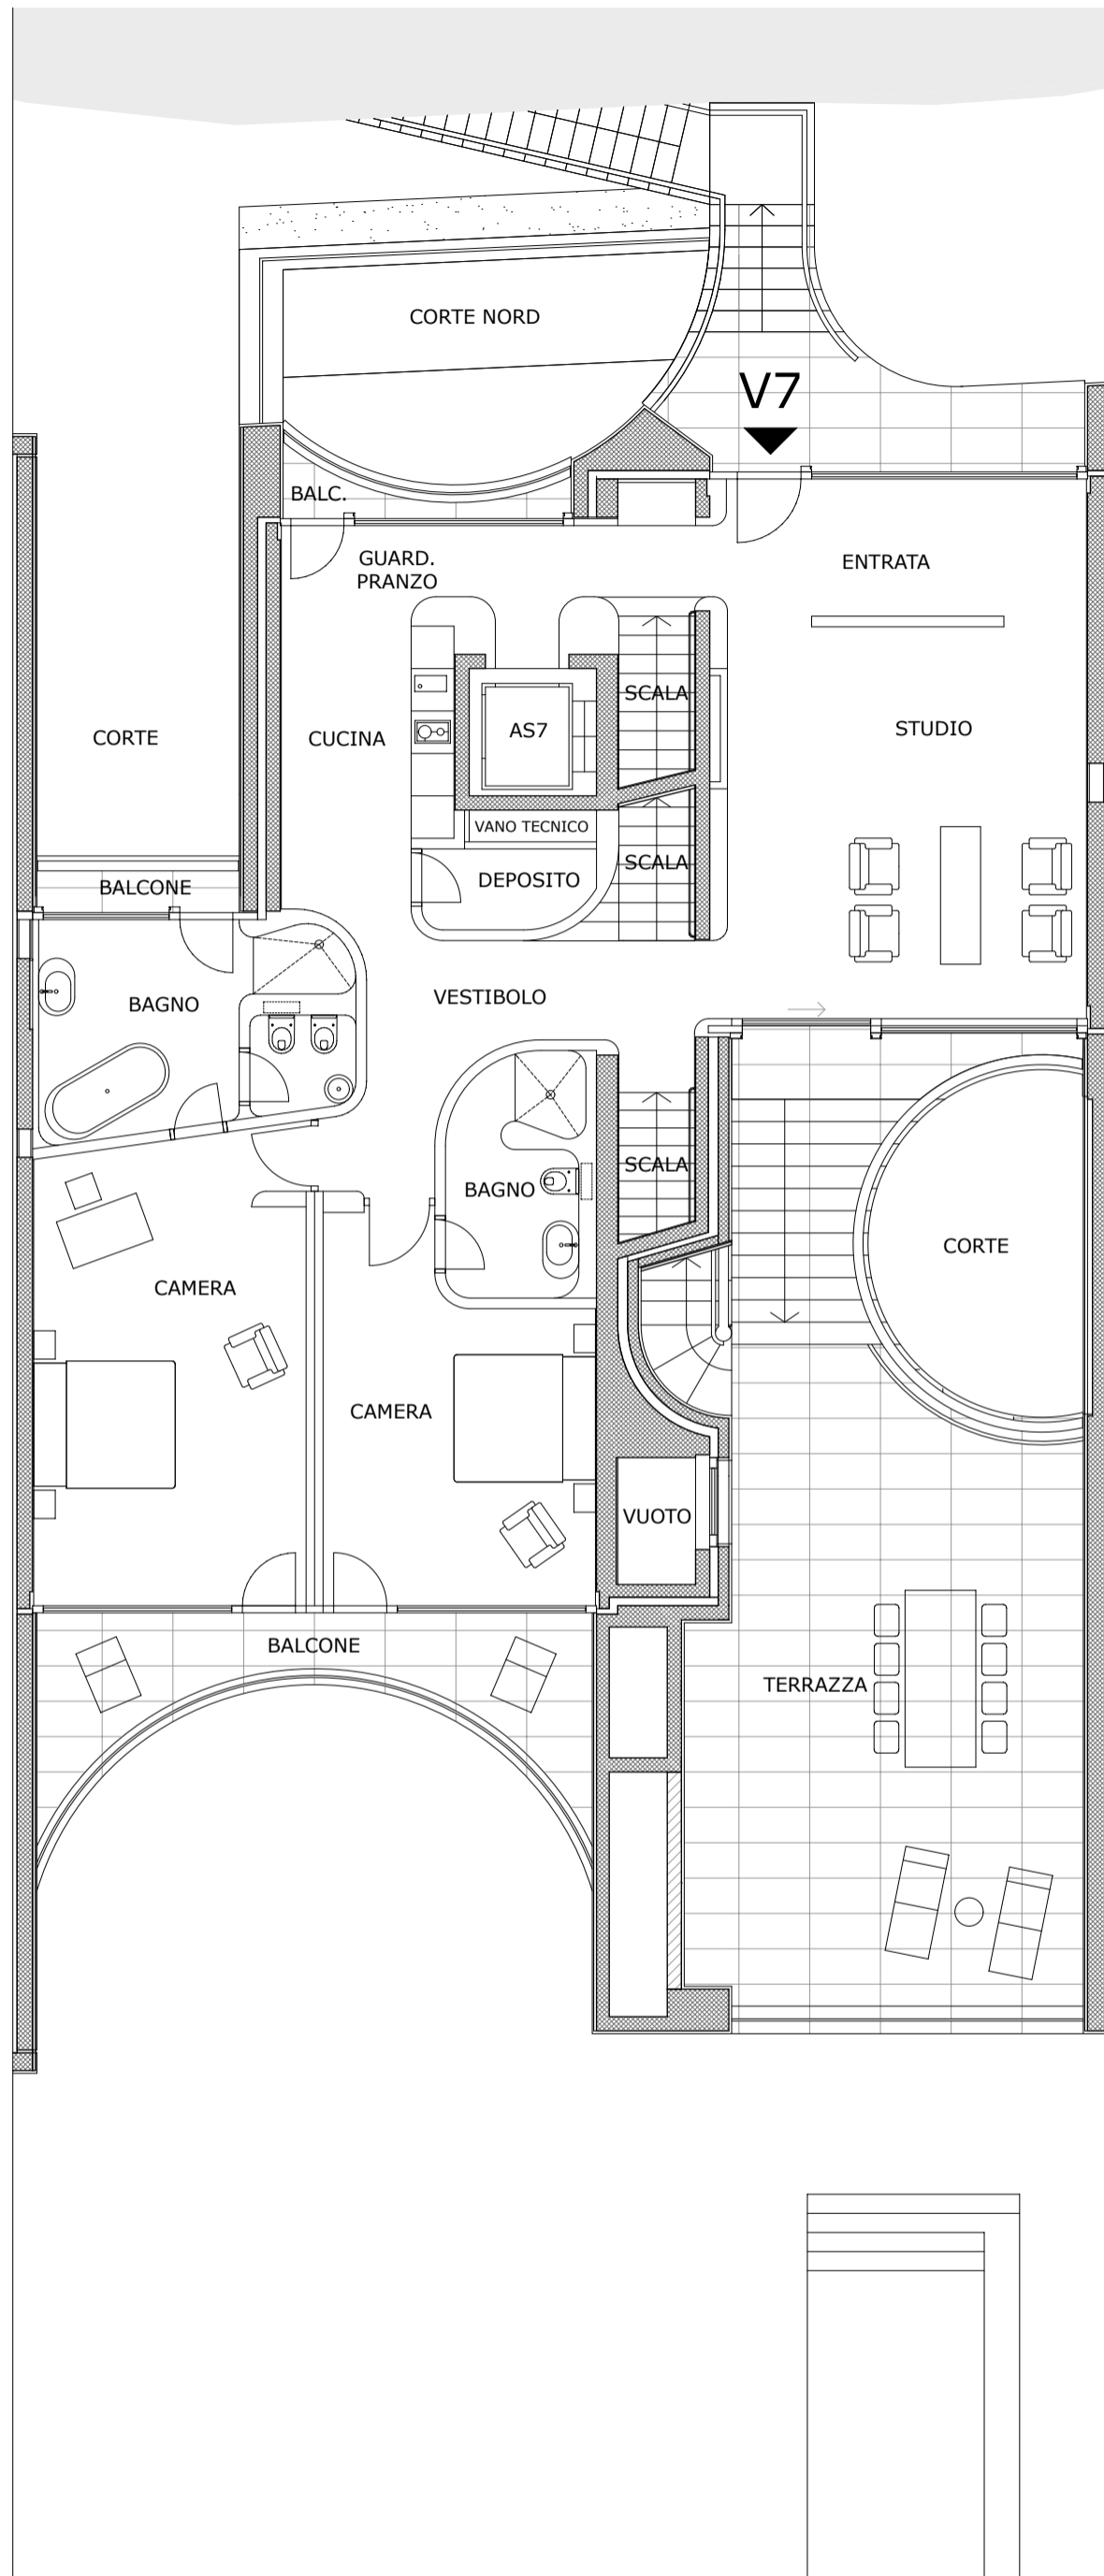 CORTE NORD
V7
BALC.
GUARD.
PRANZO
ENTRATA
SCALA
CORTE
CUCINA
AS7
STUDIO
VANO TECNICO
SCALA
DEPOSITO
BALCONE
BAGNO
VESTIBOLO
SCALA
BAGNO
CORTE
CAMERA
CAMERA
VUOTO
BALCONE
TERRAZZA